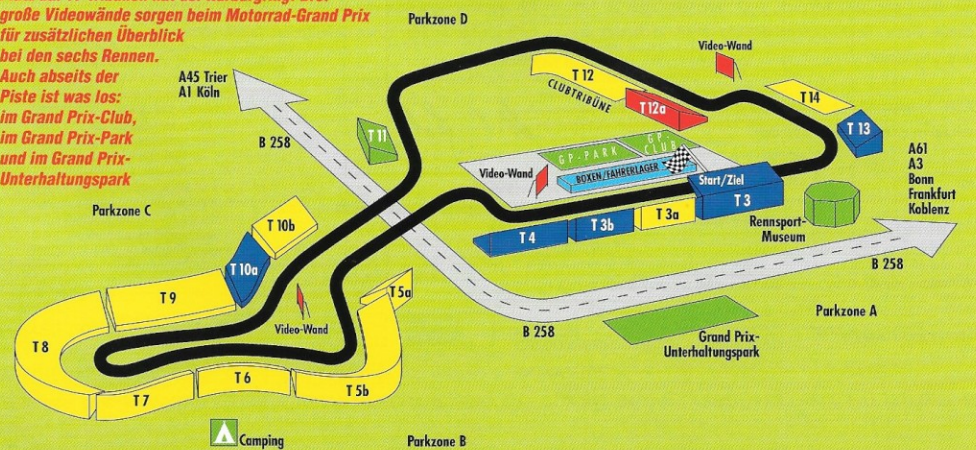 große Videowände sorgen beim Motorrad-Grand Prix
für zusätzlichen Überblick
bei den sechs Rennen.
Auch abseits der
Piste ist was los:
im Grand Prix-Club,
im Grand Prix-Park
und im Grand Prix-
Unterhaltungspark
Parkzone D
Video-Wand
A45 Trier
A1 Köln
B 258
T 11
T 12
CLUBTRIBÜNE
T12a
T 14
T 13
GP-PARK
GP-
CLUB
BOXEN/FAHRERLAGER
Video-Wand
Start/Ziel
T 3
T 3a
T 3b
T 4
A61
A3
Bonn
Frankfurt
Koblenz
Rennsport-
Museum
B 258
Parkzone C
T 10b
T 10a
T 9
T 8
T 7
T 6
T 5b
T5a
Video-Wand
B 258
Parkzone A
Grand Prix-
Unterhaltungspark
Camping
Parkzone B